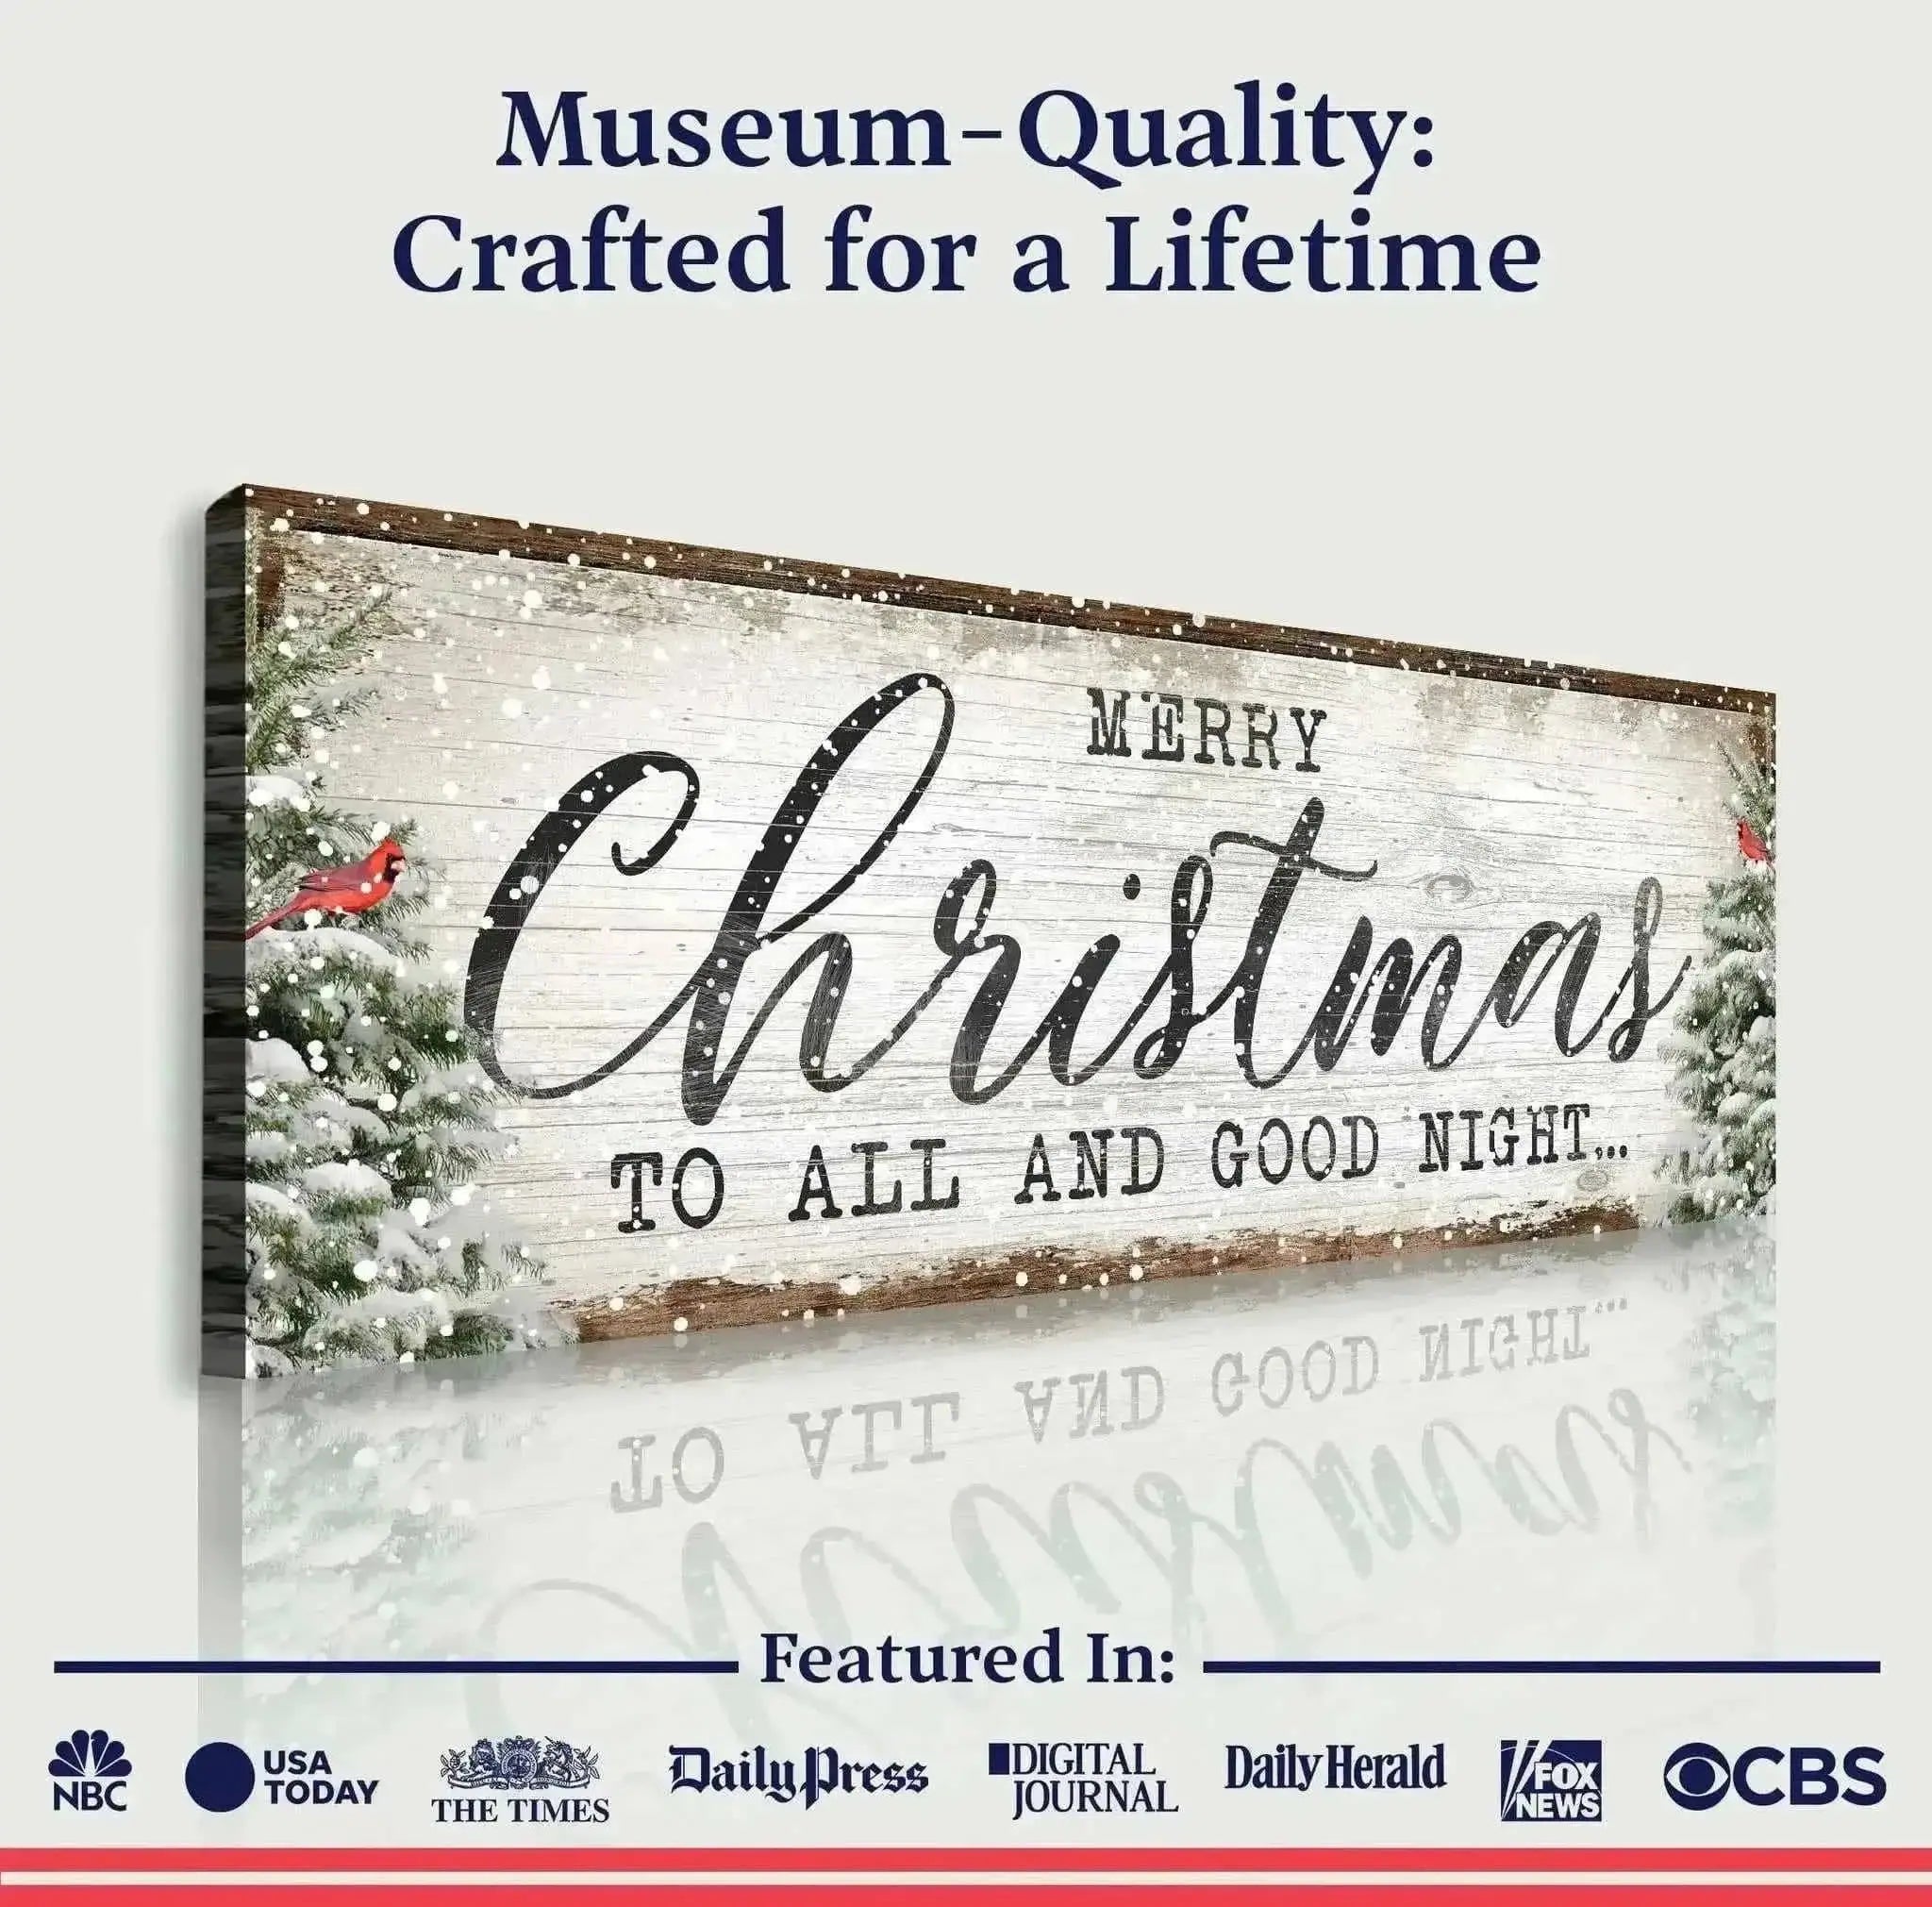 Museum-Quality:
Crafted for a Lifetime
MERRY
Christmas
TO ALL AND GOOD NIGHT...
Featured In:
NBC
USA
TODAY
THE TIMES
Daily Press
DIGITAL
JOURNAL
Daily Herald
FOX
NEWS
CBS